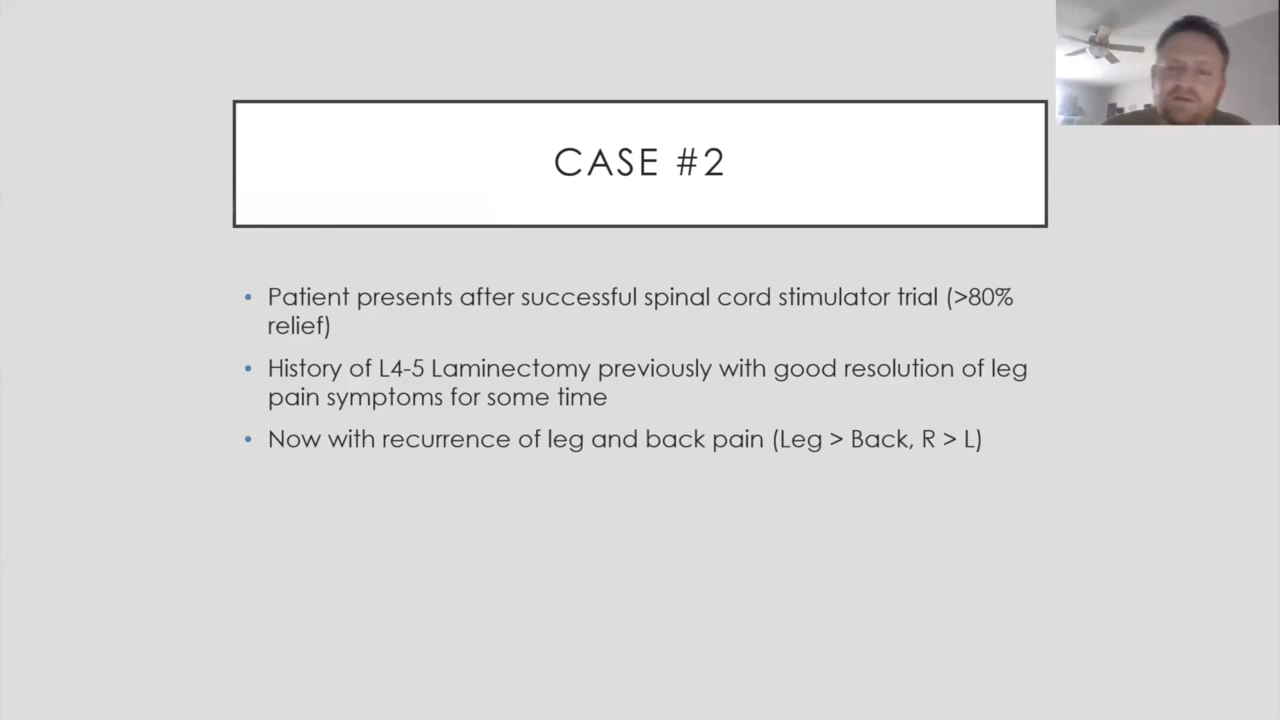 CASE #2
• Patient presents after successful spinal cord stimulator trial (>80%
relief)
• History of L4-5 Laminectomy previously with good resolution of leg
pain symptoms for some time
• Now with recurrence of leg and back pain (Leg > Back, R > L)